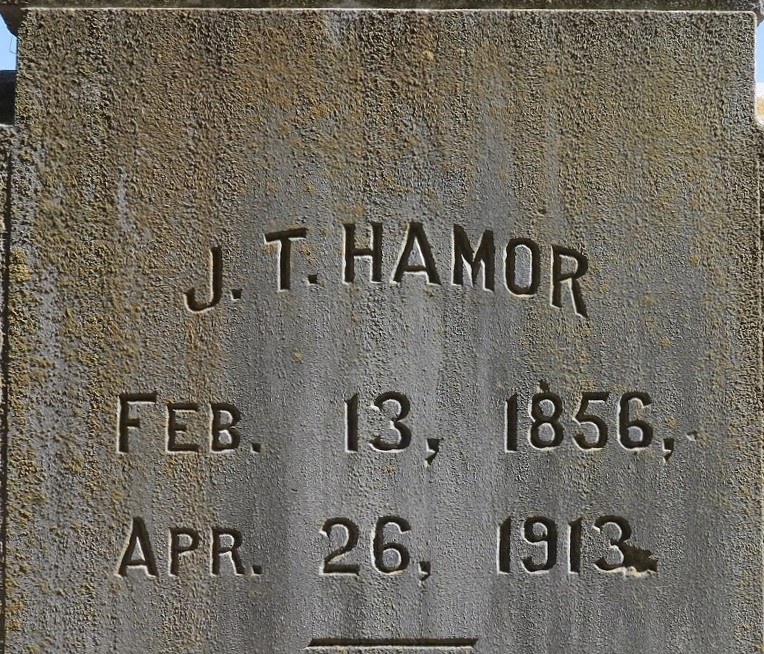 J. T. HAMOR
FEB. 13, 1856,
APR. 26, 1913.